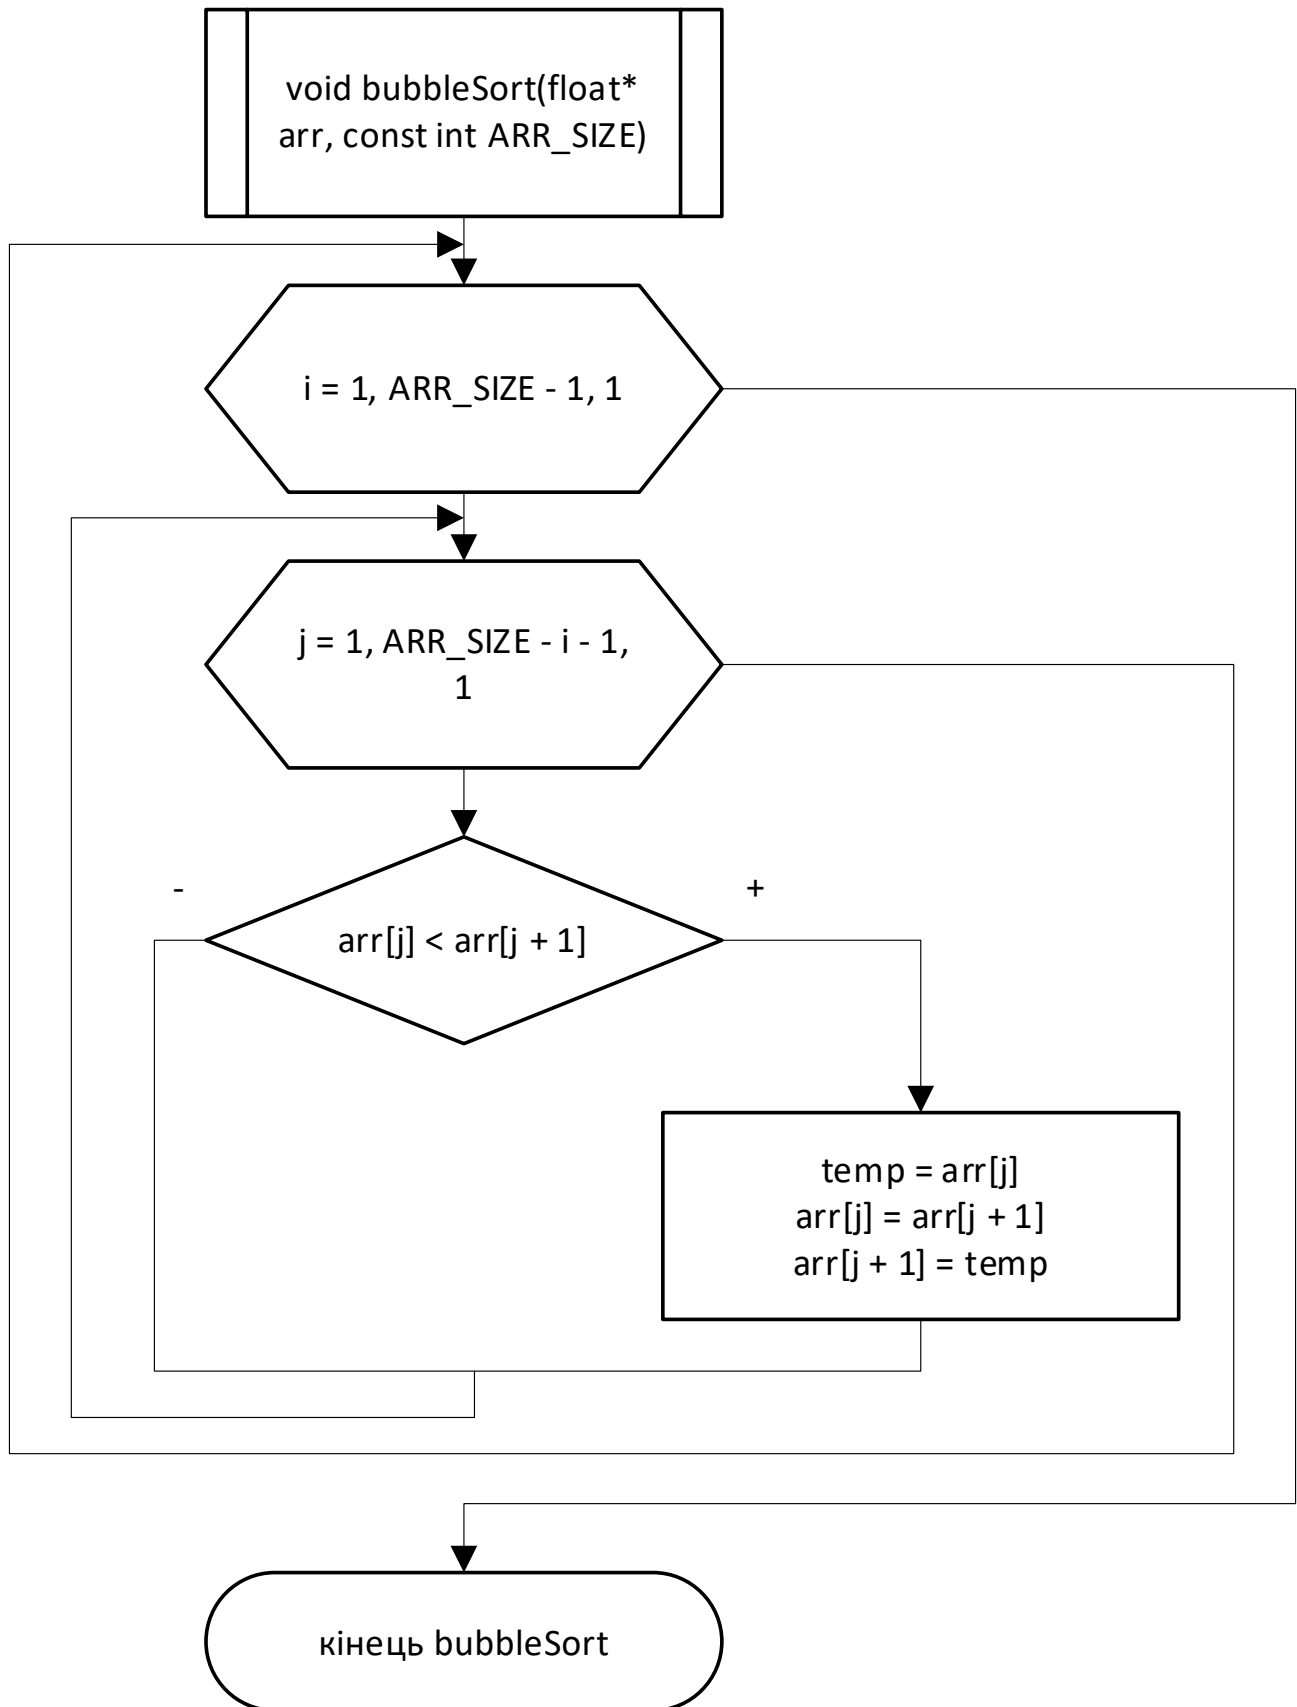 void bubbleSort(float*
arr, const int ARR_SIZE)
i = 1, ARR_SIZE - 1, 1
j = 1, ARR_SIZE - i - 1,
1
-
+
arr[j] < arr[j + 1]
temp = arr[j]
arr[j] = arr[j + 1]
arr[j + 1] = temp
кінець bubbleSort